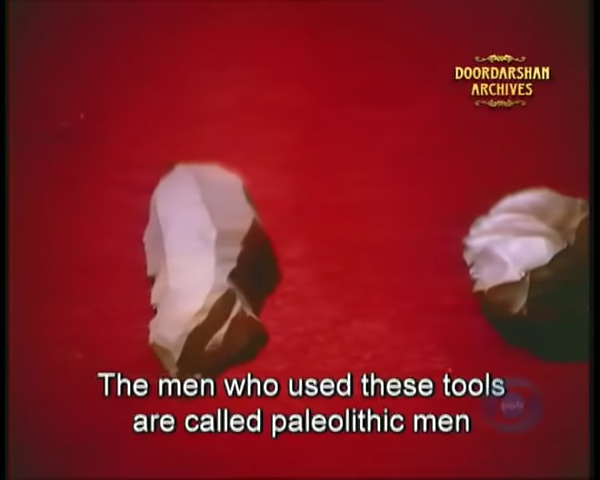 DOORDARSHAN
ARCHIVES
The men who used these tools
are called paleolithic men